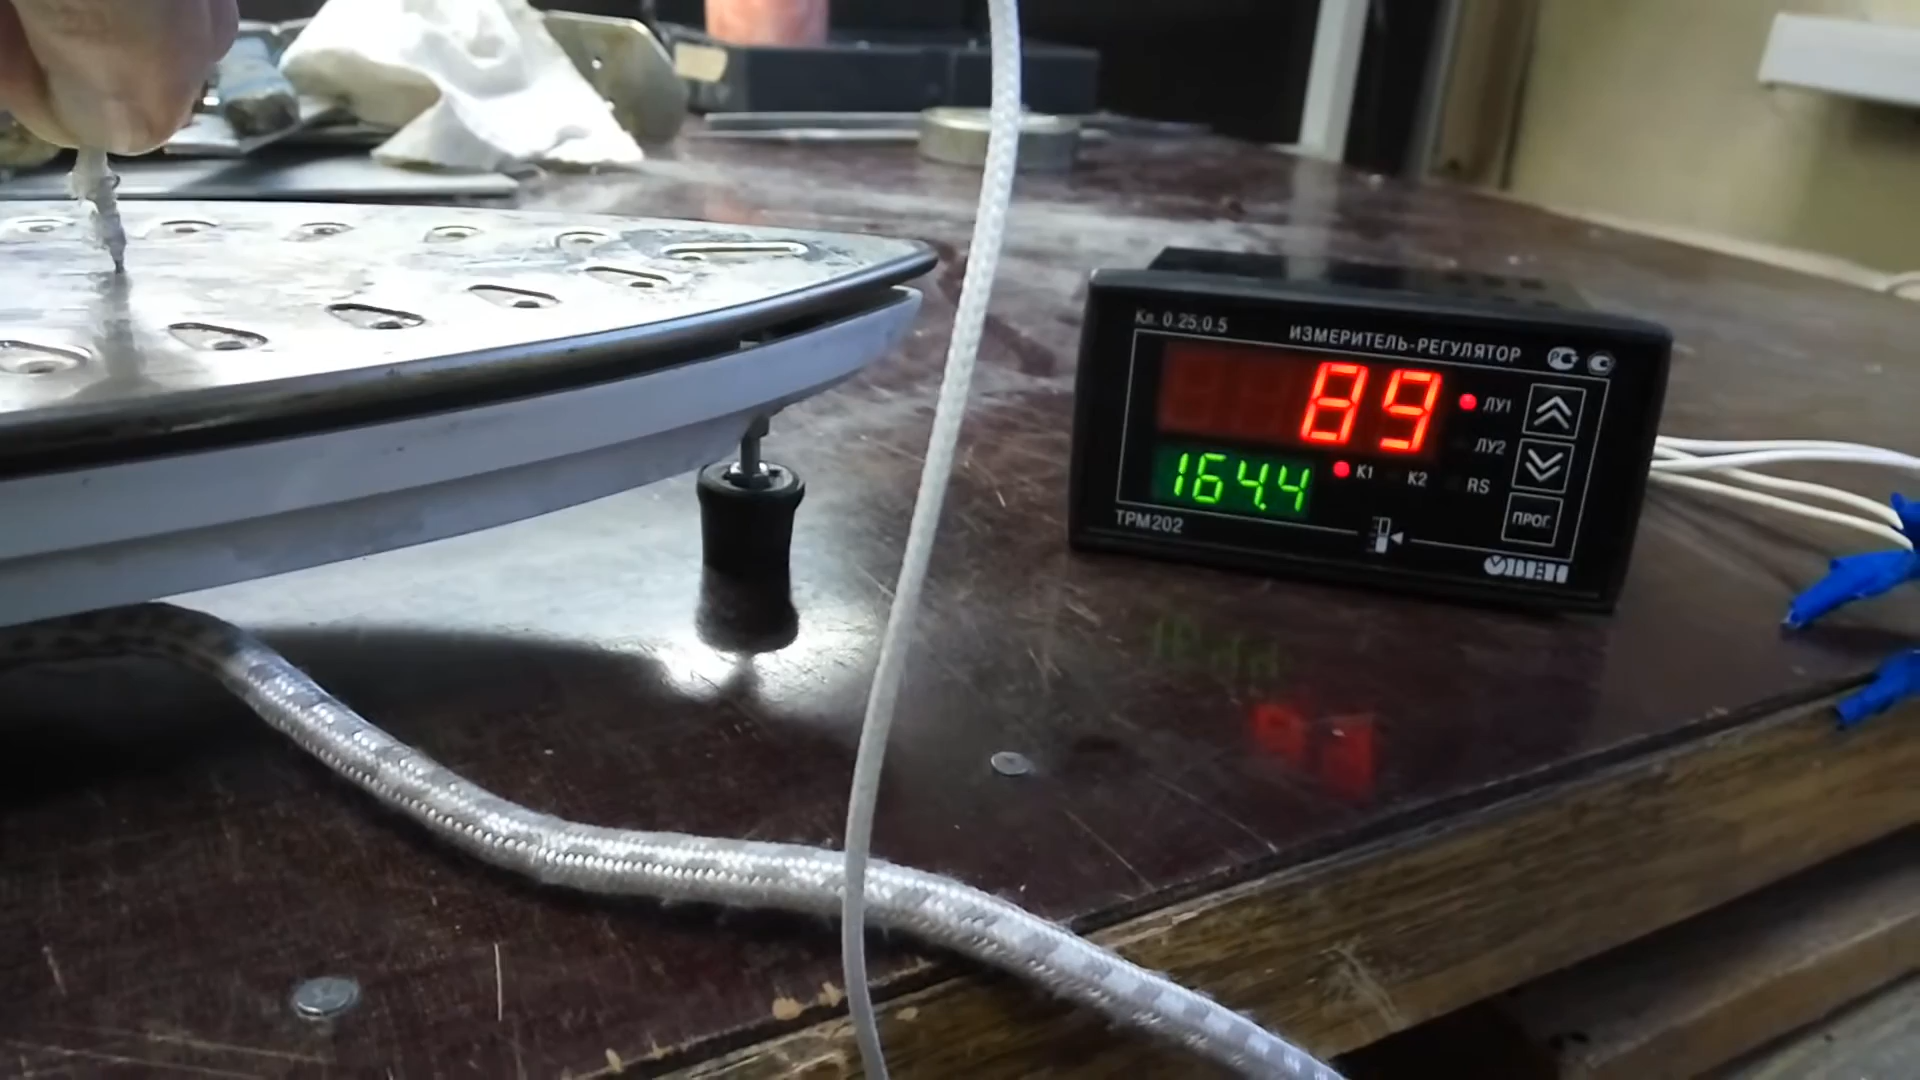 Кл. 0.25;0.5
ИЗМЕРИТЕЛЬ-РЕГУЛЯТОР
89
ЛУ1
ЛУ2
164.4
К1
К2
RS
ПРОГ.
ТРМ202
ОВЕН